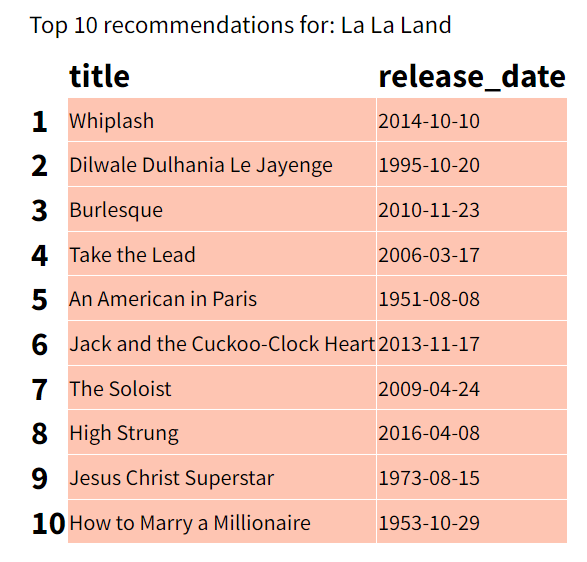 Top 10 recommendations for: La La Land
title release_date
1 Whiplash 2014-10-10
2 Dilwale Dulhania Le Jayenge 1995-10-20
3 Burlesque 2010-11-23
4 Take the Lead 2006-03-17
5 An American in Paris 1951-08-08
6 Jack and the Cuckoo-Clock Heart 2013-11-17
7 The Soloist 2009-04-24
8 High Strung 2016-04-08
9 Jesus Christ Superstar 1973-08-15
10 How to Marry a Millionaire 1953-10-29